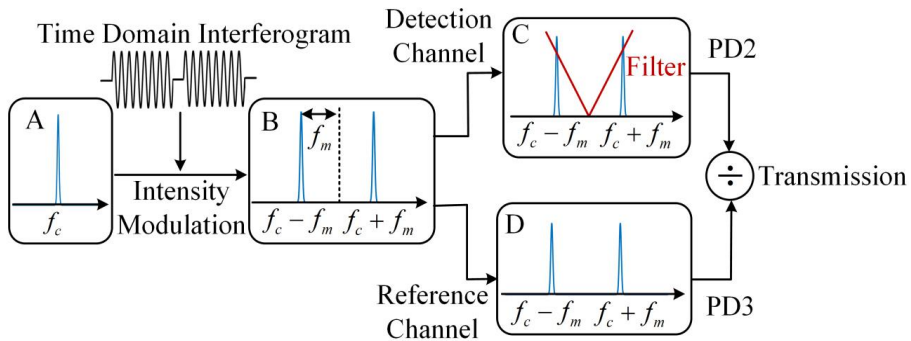 Time Domain Interferogram
A
f_c
Intensity
Modulation
B
f_m
f_c − f_m f_c + f_m
Detection
Channel
C
Filter
f_c − f_m f_c + f_m
PD2
÷ Transmission
Reference
Channel
D
f_c − f_m f_c + f_m
PD3